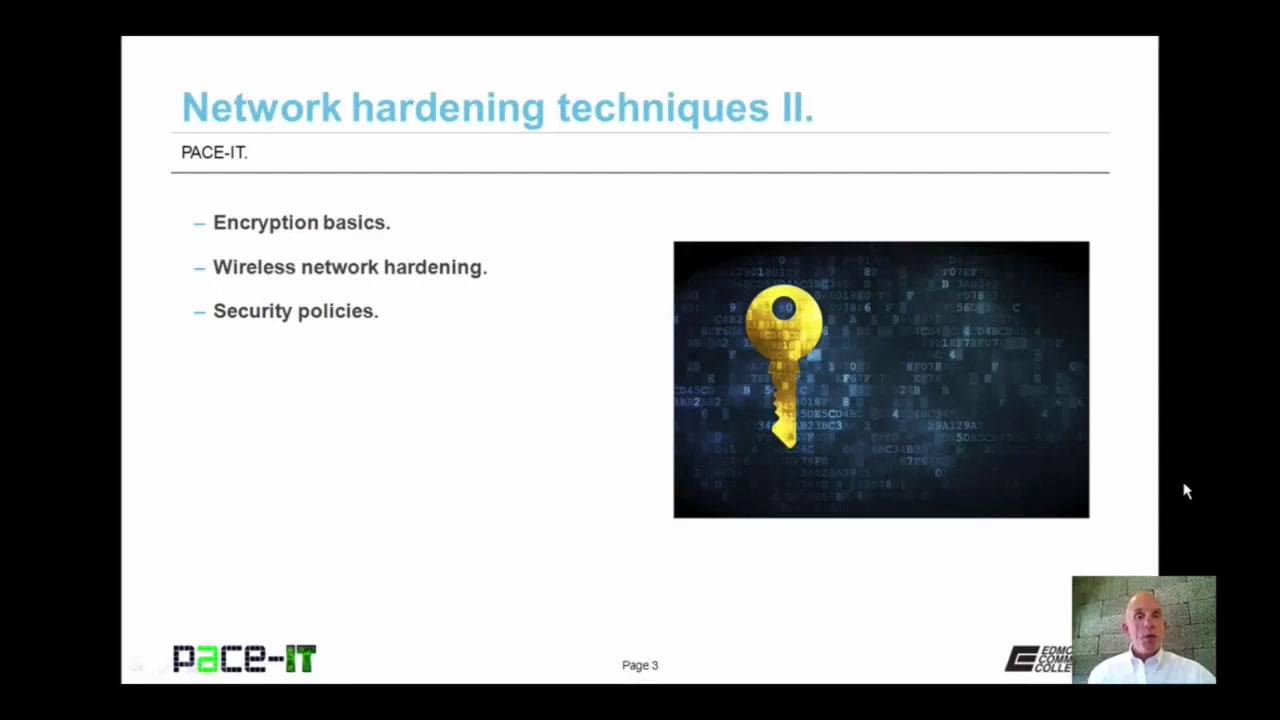 Network hardening techniques II.
PACE-IT.
– Encryption basics.
– Wireless network hardening.
– Security policies.
pace-IT
Page 3